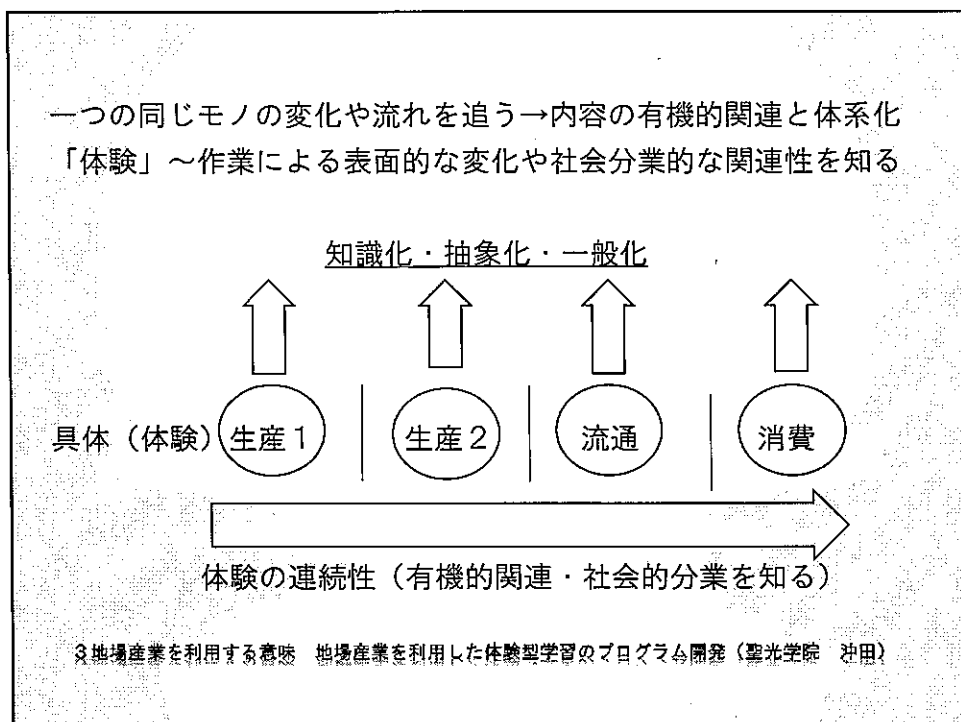 一つの同じモノの変化や流れを追う→内容の有機的関連と体系化
「体験」～作業による表面的な変化や社会分業的な関連性を知る
知識化・抽象化・一般化
具体（体験） 生産１ 生産２ 流通 消費
体験の連続性（有機的関連・社会的分業を知る）
3地場産業を利用する意味 地場産業を利用した体験型学習のプログラム開発（聖光学院 沖田）